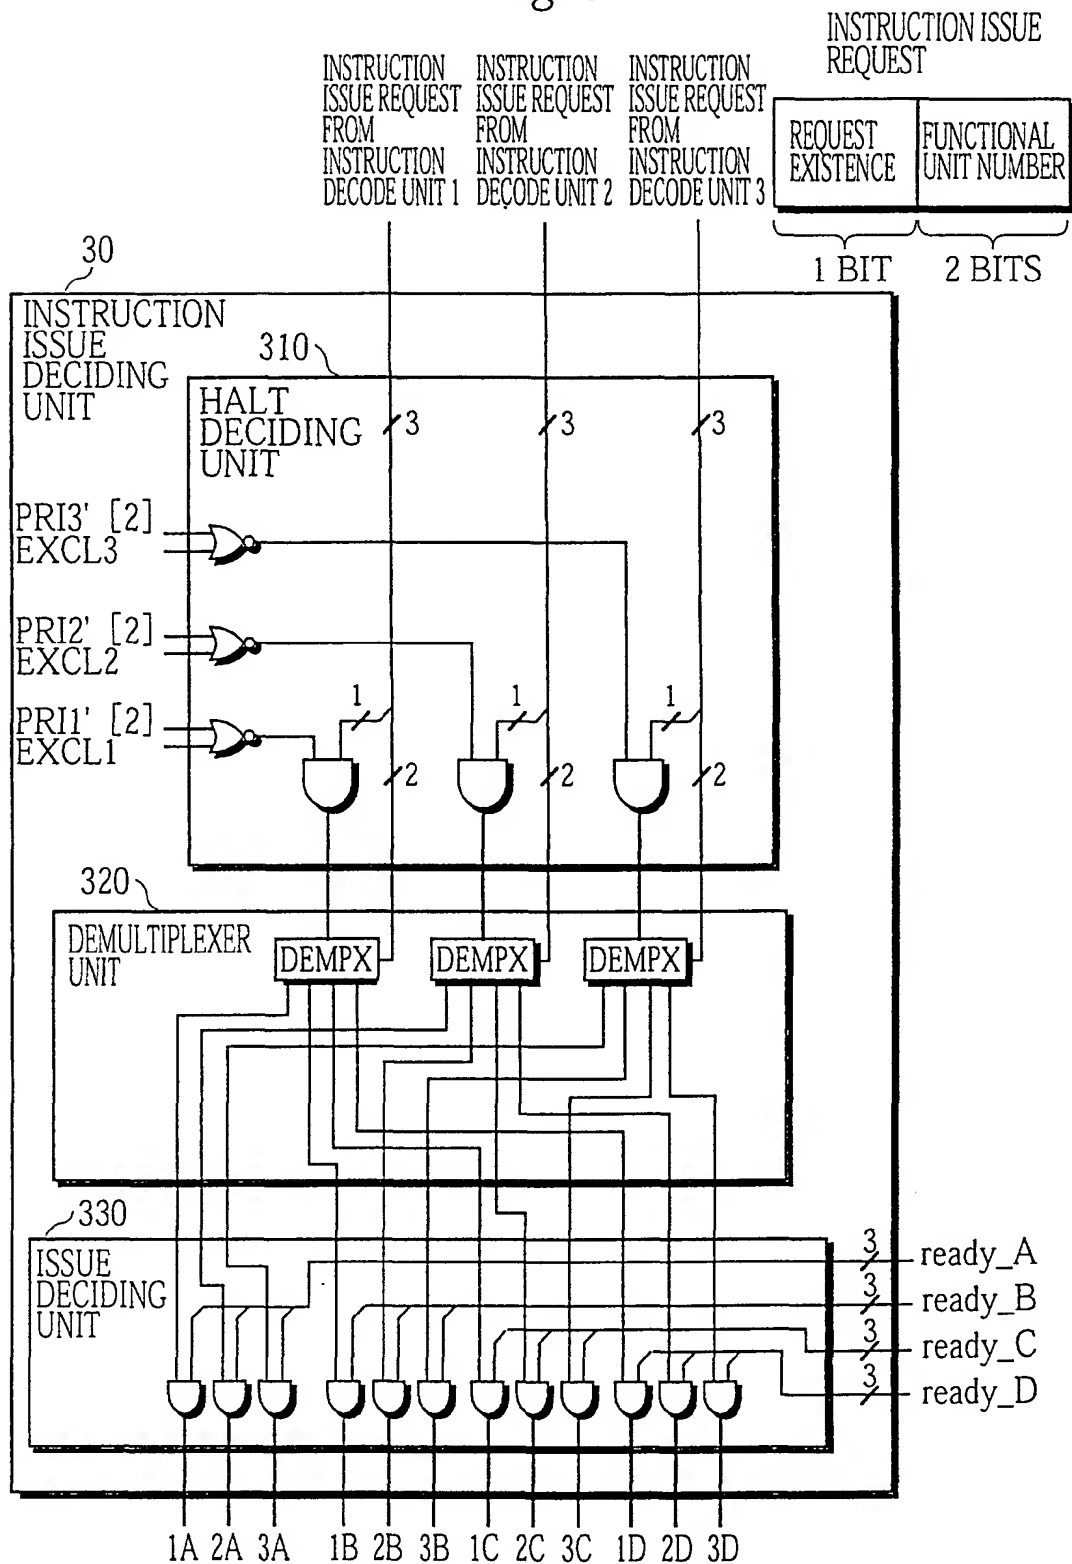 INSTRUCTION ISSUE
REQUEST
INSTRUCTION
ISSUE REQUEST
FROM
INSTRUCTION
DECODE UNIT 1
INSTRUCTION
ISSUE REQUEST
FROM
INSTRUCTION
DECODE UNIT 2
INSTRUCTION
ISSUE REQUEST
FROM
INSTRUCTION
DECODE UNIT 3
REQUEST
EXISTENCE
FUNCTIONAL
UNIT NUMBER
1 BIT
2 BITS
30
INSTRUCTION
ISSUE
DECIDING
UNIT
310
HALT
DECIDING
UNIT
3
3
3
PRI3' [2]
EXCL3
PRI2' [2]
EXCL2
PRI1' [2]
EXCL1
1
1
1
2
2
2
320
DEMULTIPLEXER
UNIT
DEMPX
DEMPX
DEMPX
330
ISSUE
DECIDING
UNIT
3
ready_A
3
ready_B
3
ready_C
3
ready_D
1A 2A 3A 1B 2B 3B 1C 2C 3C 1D 2D 3D